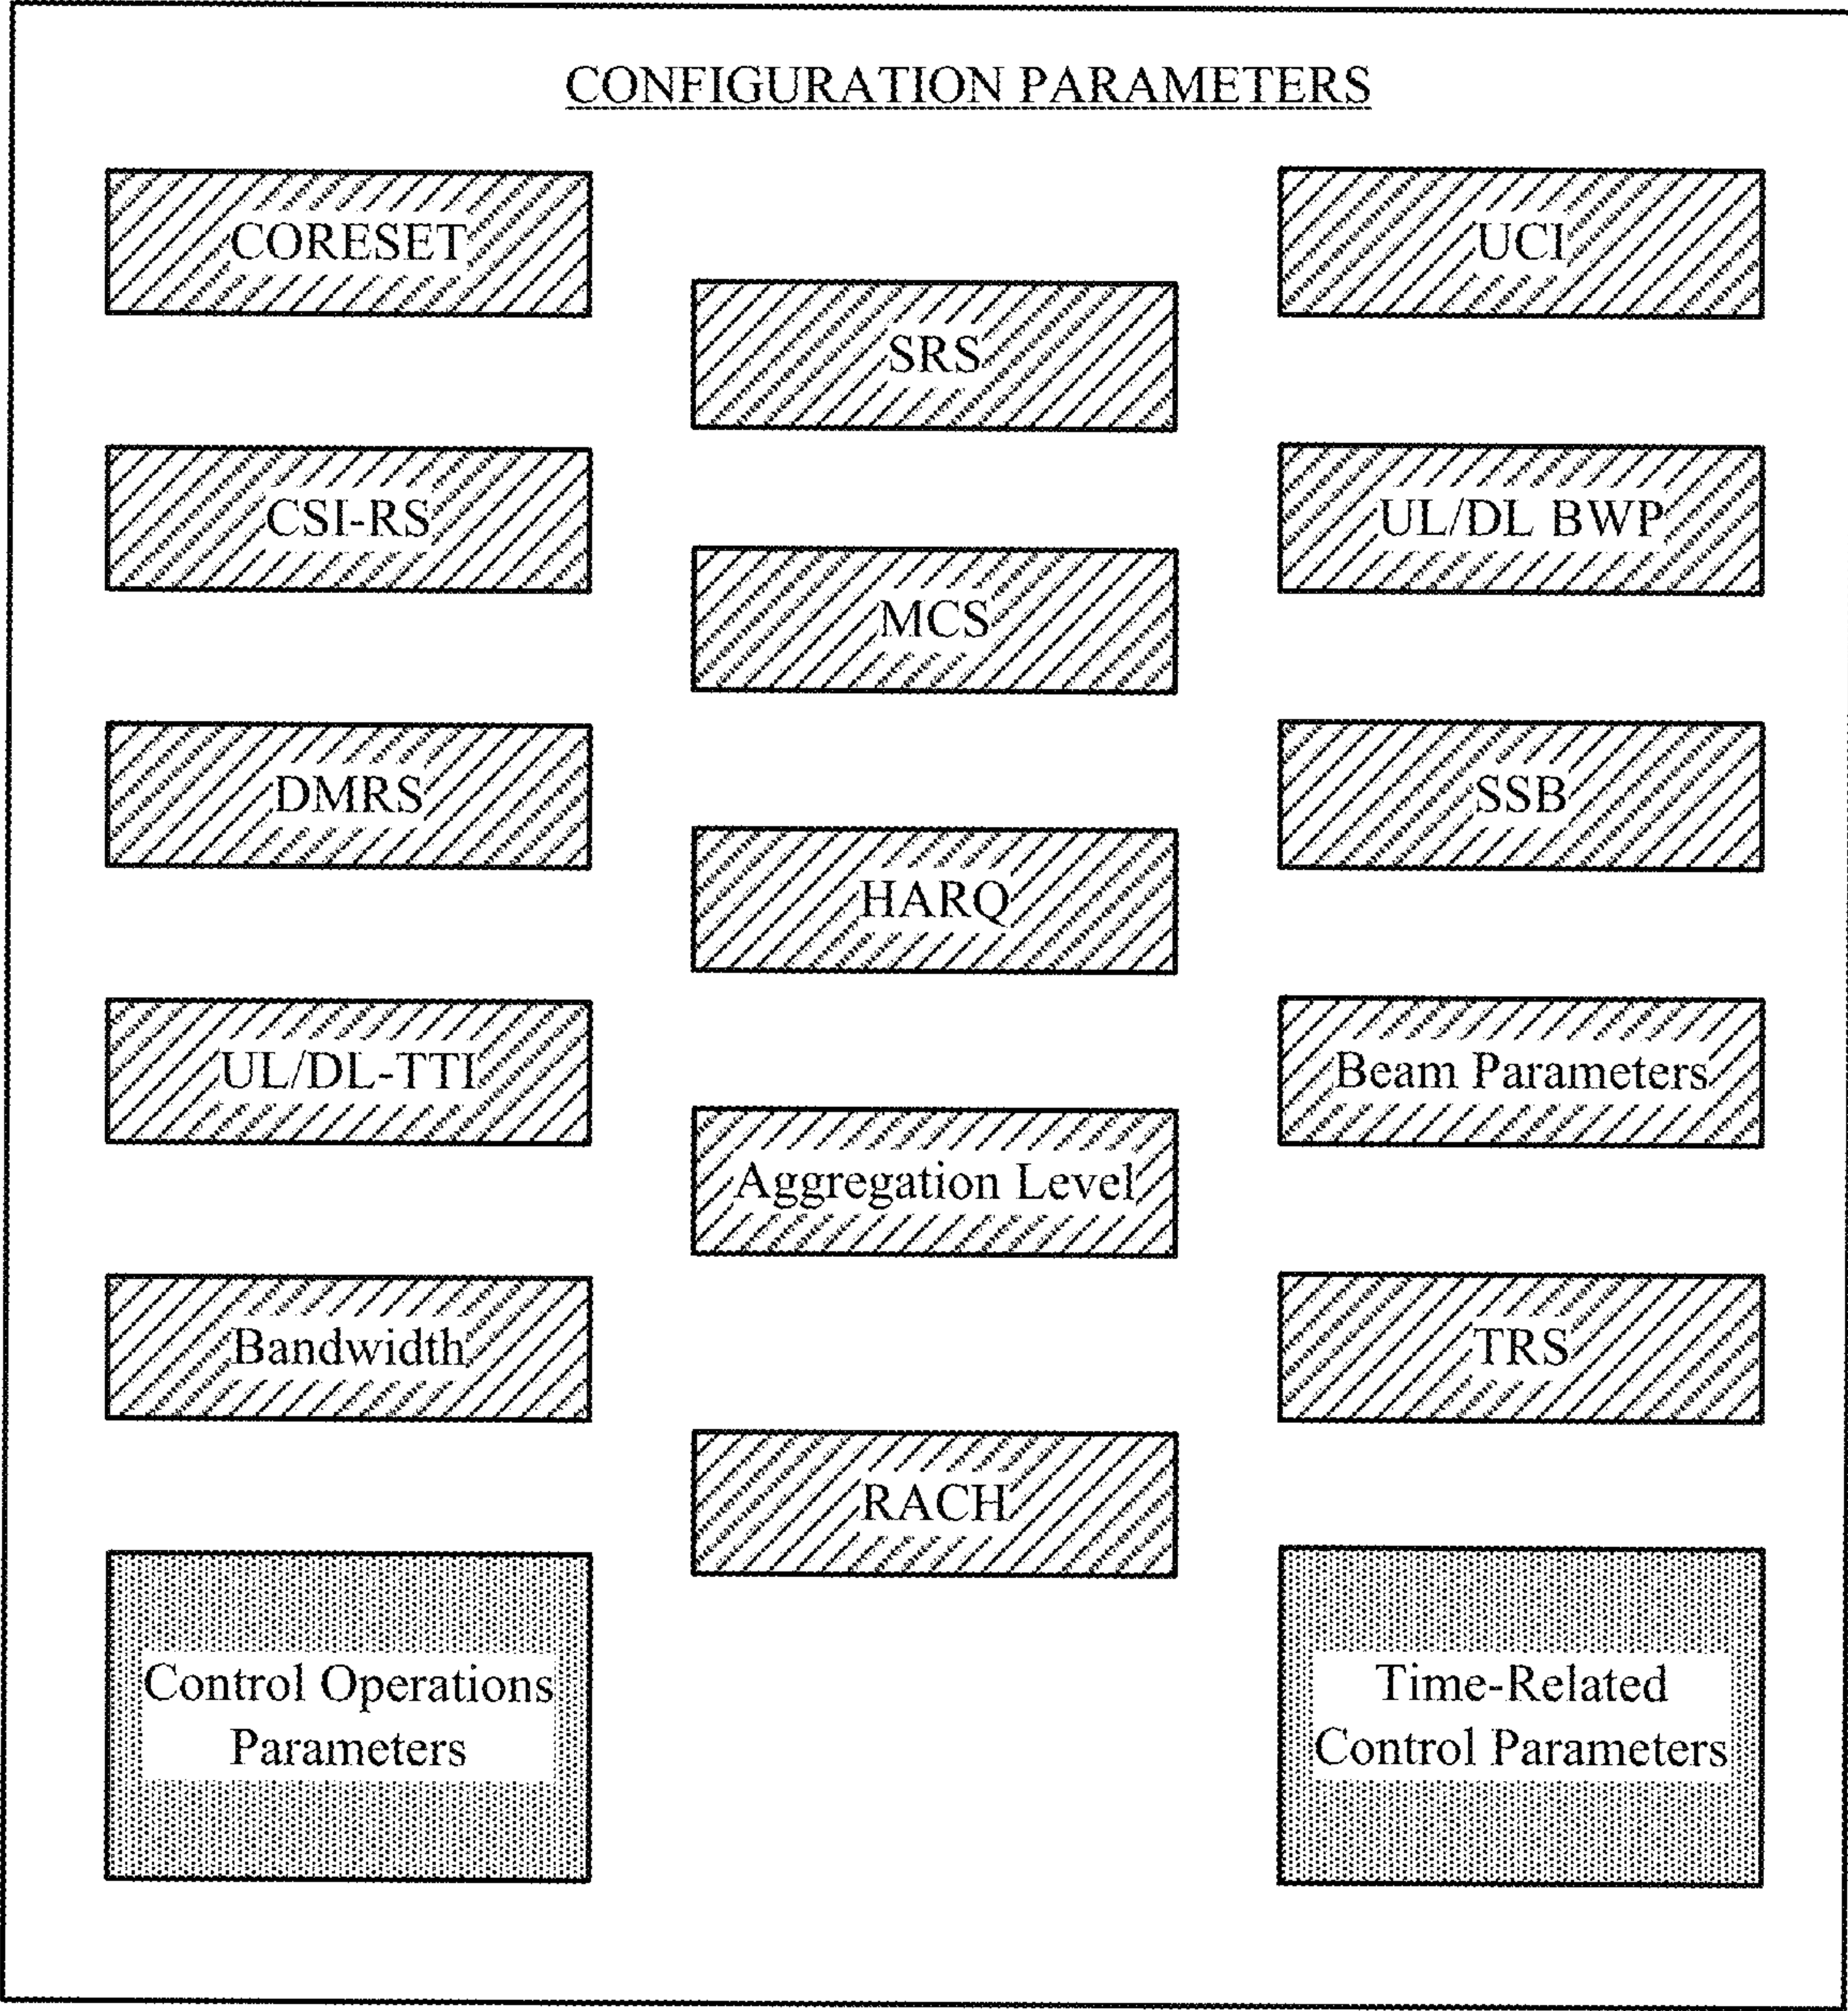 CONFIGURATION PARAMETERS
CORESET
UCI
SRS
CSI-RS
UL/DL BWP
MCS
DMRS
SSB
HARQ
UL/DL-TTI
Beam Parameters
Aggregation Level
Bandwidth
TRS
RACH
Control Operations
Parameters
Time-Related
Control Parameters